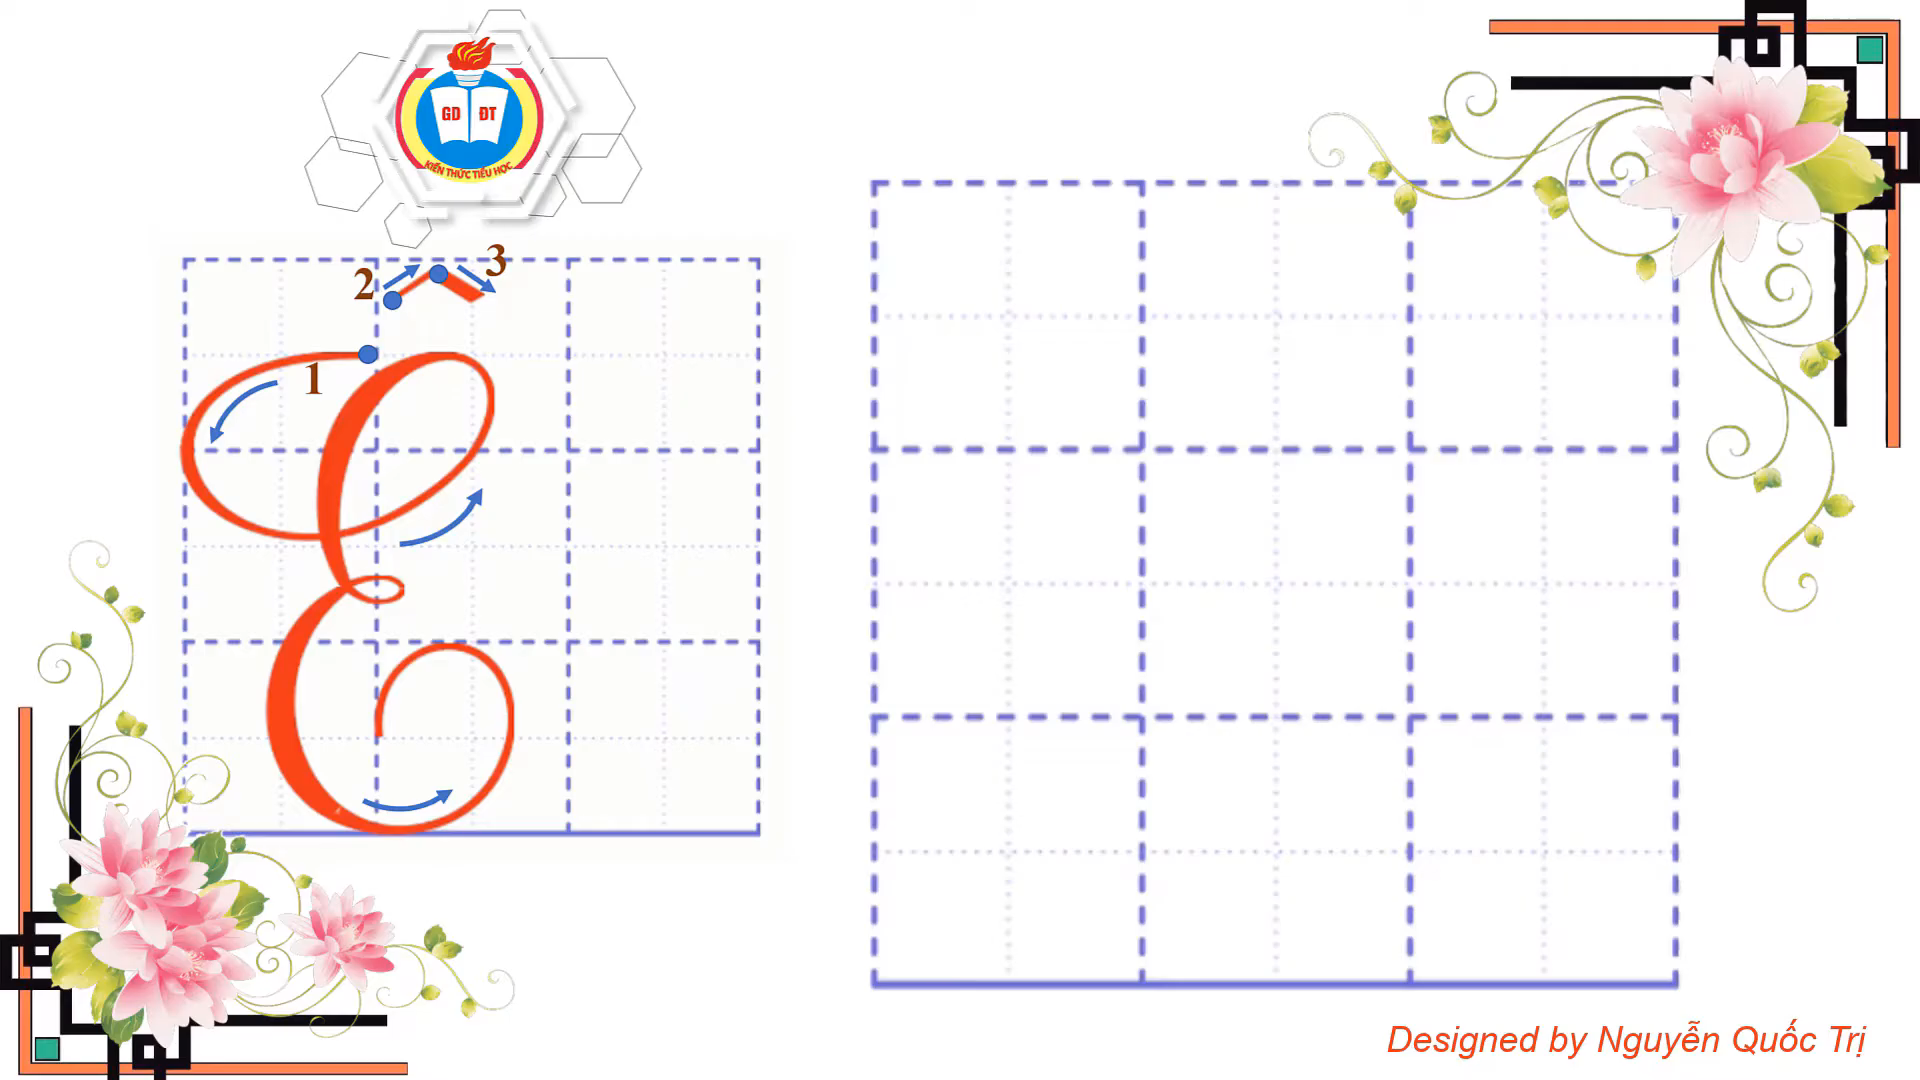 GD ĐT
KIẾN THỨC TIỂU HỌC
2
3
1
Ê
Designed by Nguyễn Quốc Trị